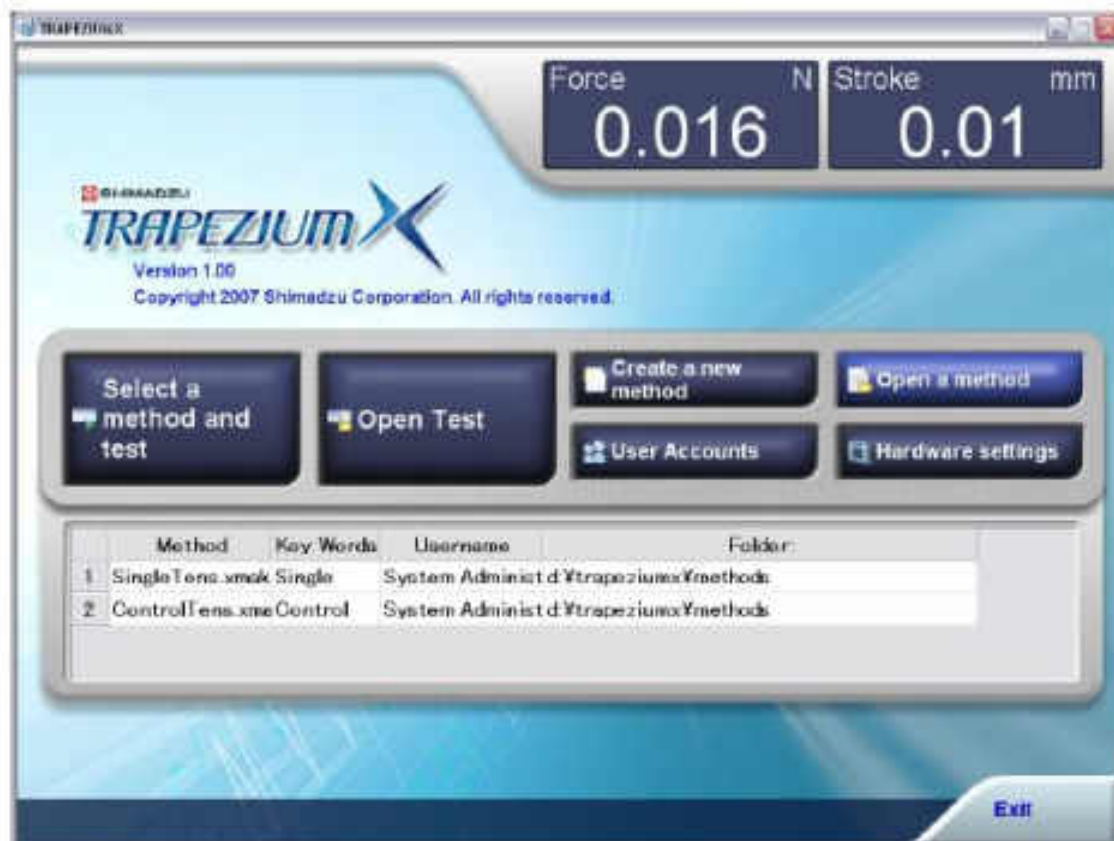 TRAPEZIUMX
Force N
0.016
Stroke mm
0.01
SHIMADZU
TRAPEZIUM X
Version 1.00
Copyright 2007 Shimadzu Corporation. All rights reserved.
Select a
method and
test
Open Test
Create a new
method
Open a method
User Accounts
Hardware settings
Method Key Words Username Folder
1 SingleTens.xmak Single System Administ d:¥trapeziumx¥methods
2 ControlTens.xma Control System Administ d:¥trapeziumx¥methods
Exit